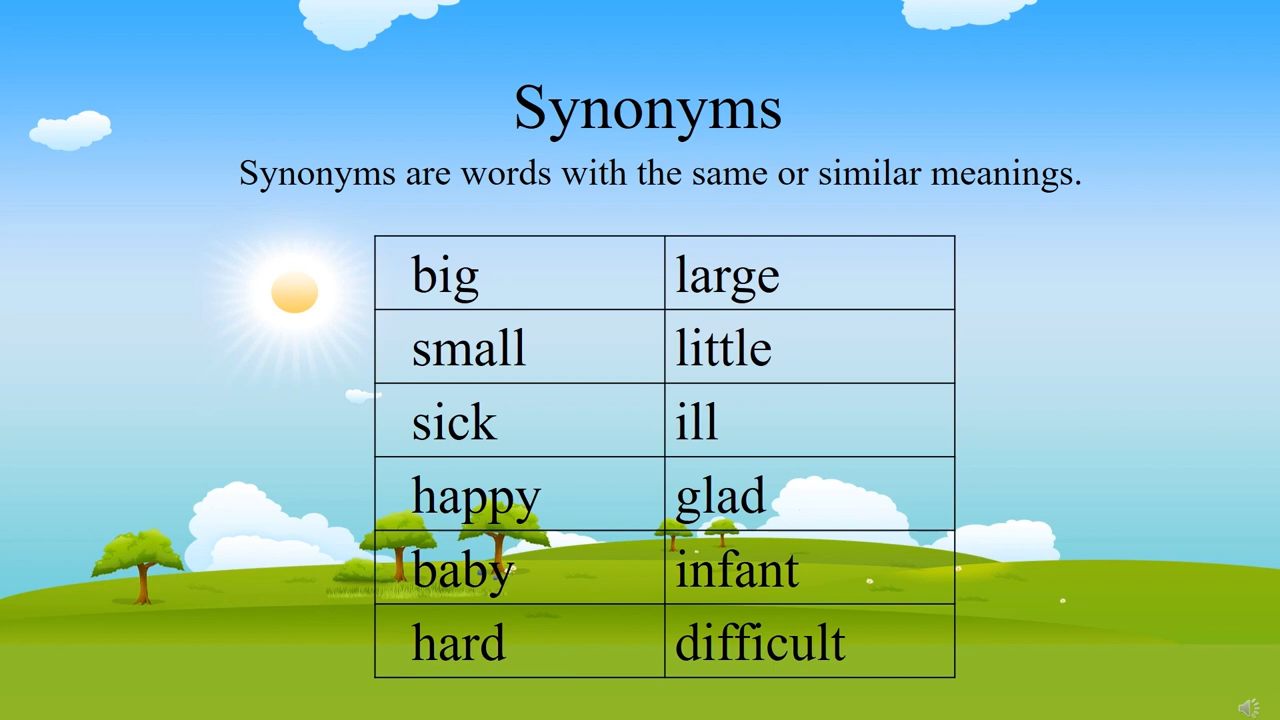 Synonyms
Synonyms are words with the same or similar meanings.
big large
small little
sick ill
happy glad
baby infant
hard difficult